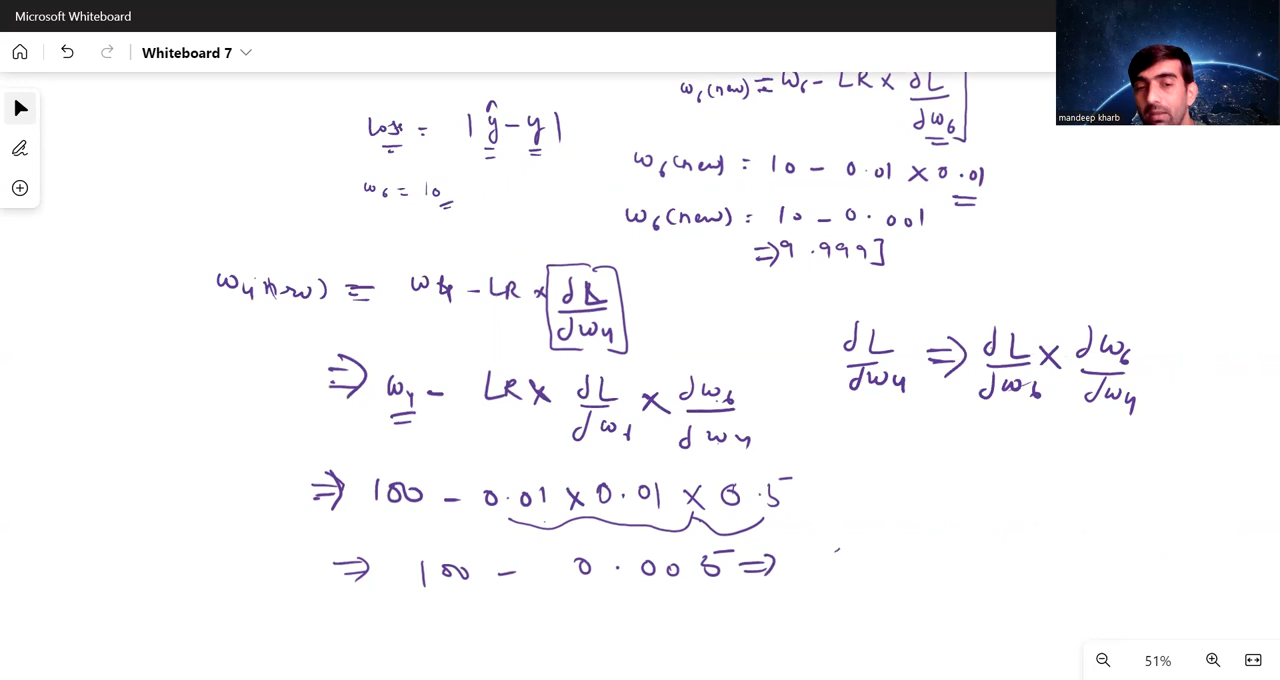 Microsoft Whiteboard
Whiteboard 7
mandeep kharb
w₆(new) = w₆ - LR × dL/dw₆
Loss = |ŷ - y|
w₆(new) = 10 - 0.01 × 0.01
w₆ = 10
w₆(new) = 10 - 0.001
⇒ 9.999]
w₄(new) = w₄ - LR × dL/dw₄
dL/dw₄ ⇒ dL/dw₆ × dw₆/dw₄
⇒ w₄ - LR × dL/dw₆ × dw₆/dw₄
⇒ 100 - 0.01 × 0.01 × 0.5
⇒ 100 - 0.005 ⇒
51%